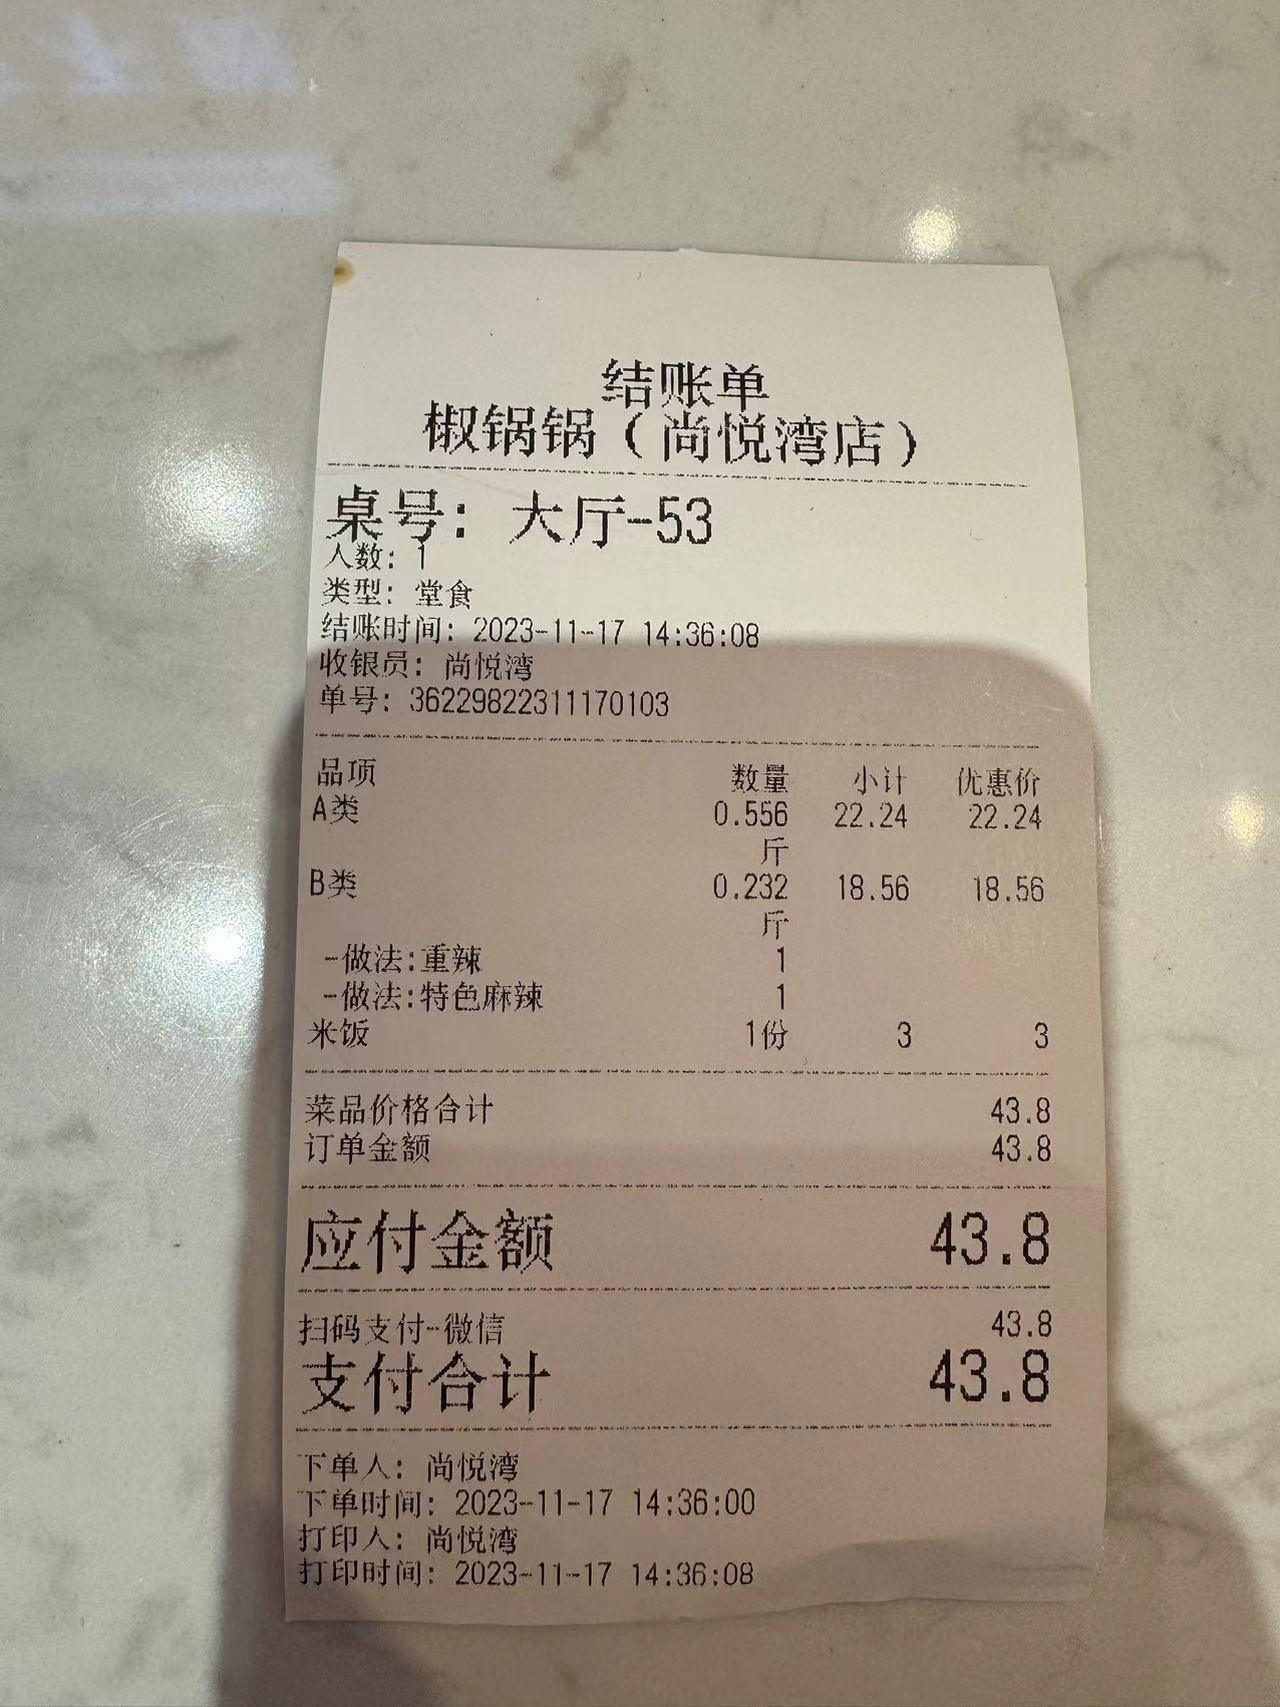 结账单
椒锅锅（尚悦湾店）
桌号: 大厅-53
人数: 1
类型: 堂食
结账时间: 2023-11-17 14:36:08
收银员: 尚悦湾
单号: 36229822311170103
品项 数量 小计 优惠价
A类 0.556 22.24 22.24
斤
B类 0.232 18.56 18.56
斤
-做法:重辣 1
-做法:特色麻辣 1
米饭 1份 3 3
菜品价格合计 43.8
订单金额 43.8
应付金额 43.8
扫码支付-微信 43.8
支付合计 43.8
下单人: 尚悦湾
下单时间: 2023-11-17 14:36:00
打印人: 尚悦湾
打印时间: 2023-11-17 14:36:08